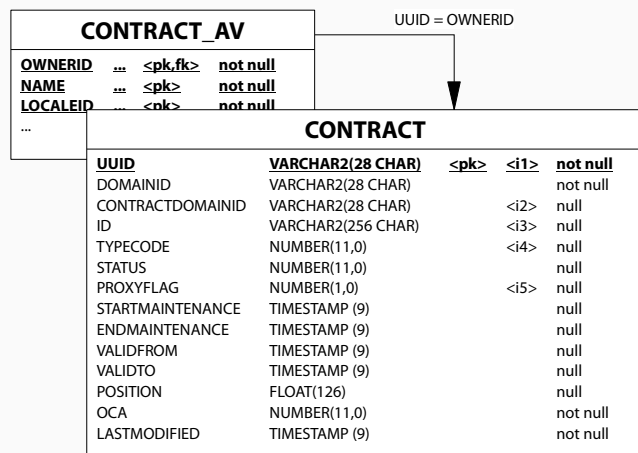 UUID = OWNERID
CONTRACT_AV
OWNERID ... <pk,fk> not null
NAME ... <pk> not null
LOCALEID ... <pk> not null
...
CONTRACT
UUID VARCHAR2(28 CHAR) <pk> <i1> not null
DOMAINID VARCHAR2(28 CHAR) not null
CONTRACTDOMAINID VARCHAR2(28 CHAR) <i2> null
ID VARCHAR2(256 CHAR) <i3> null
TYPECODE NUMBER(11,0) <i4> null
STATUS NUMBER(11,0) null
PROXYFLAG NUMBER(1,0) <i5> null
STARTMAINTENANCE TIMESTAMP (9) null
ENDMAINTENANCE TIMESTAMP (9) null
VALIDFROM TIMESTAMP (9) null
VALIDTO TIMESTAMP (9) null
POSITION FLOAT(126) null
OCA NUMBER(11,0) not null
LASTMODIFIED TIMESTAMP (9) not null